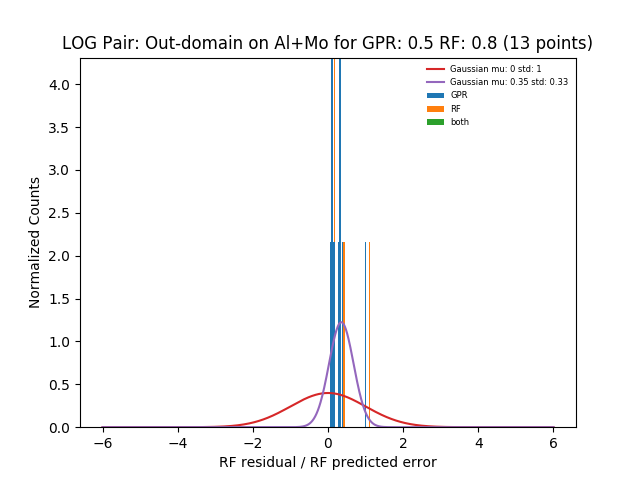 LOG Pair: Out-domain on Al+Mo for GPR: 0.5 RF: 0.8 (13 points)
Gaussian mu: 0 std: 1
Gaussian mu: 0.35 std: 0.33
GPR
RF
both
Normalized Counts
4.0
3.5
3.0
2.5
2.0
1.5
1.0
0.5
0.0
−6 −4 −2 0 2 4 6
RF residual / RF predicted error